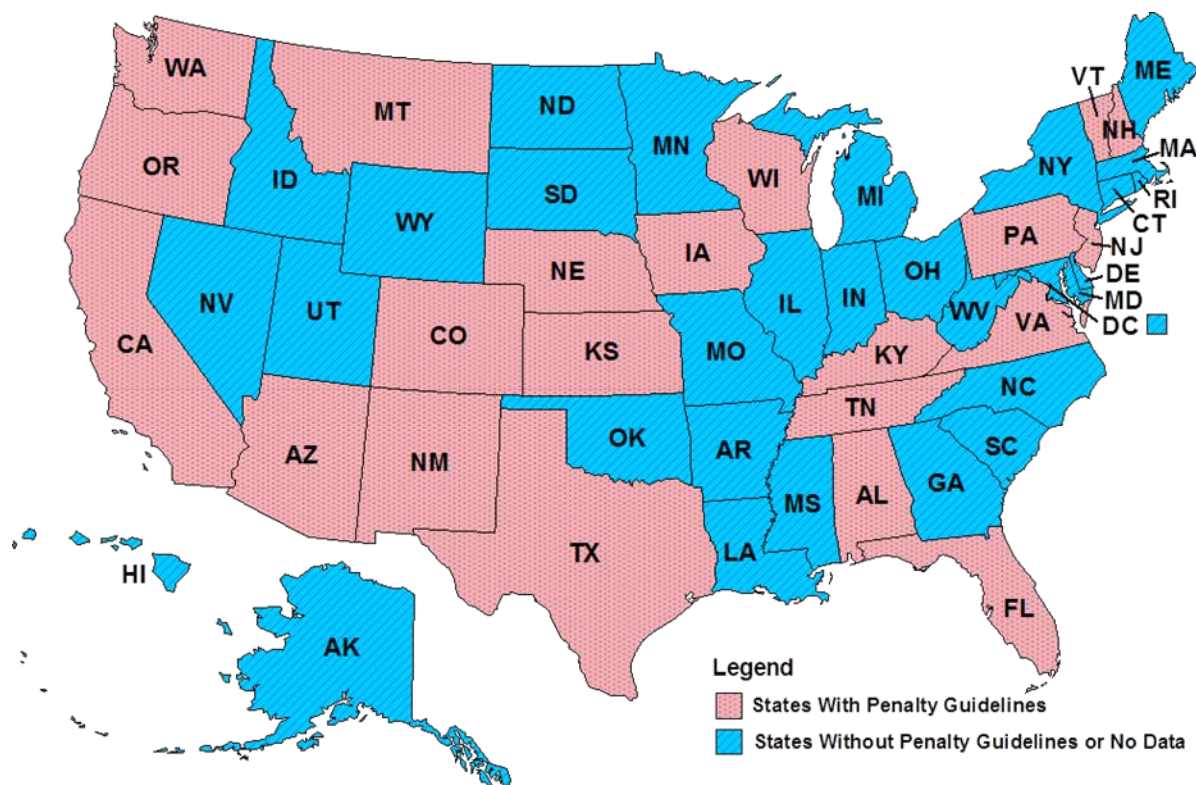 WA
MT
ND
MN
VT
ME
NH
MA
OR
ID
SD
WI
NY
WY
MI
RI
CT
IA
PA
NJ
NE
OH
DE
NV
UT
IL
IN
MD
WV
DC
VA
CO
CA
KS
MO
KY
NC
TN
AZ
NM
OK
AR
SC
GA
MS
AL
TX
LA
HI
FL
AK
Legend
States With Penalty Guidelines
States Without Penalty Guidelines or No Data